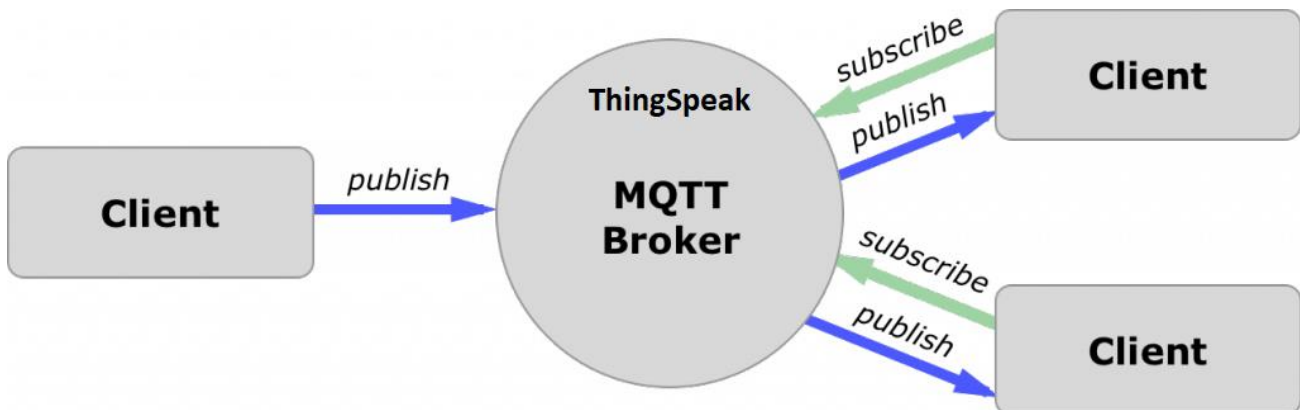 Client
publish
ThingSpeak
MQTT
Broker
subscribe
publish
Client
subscribe
publish
Client